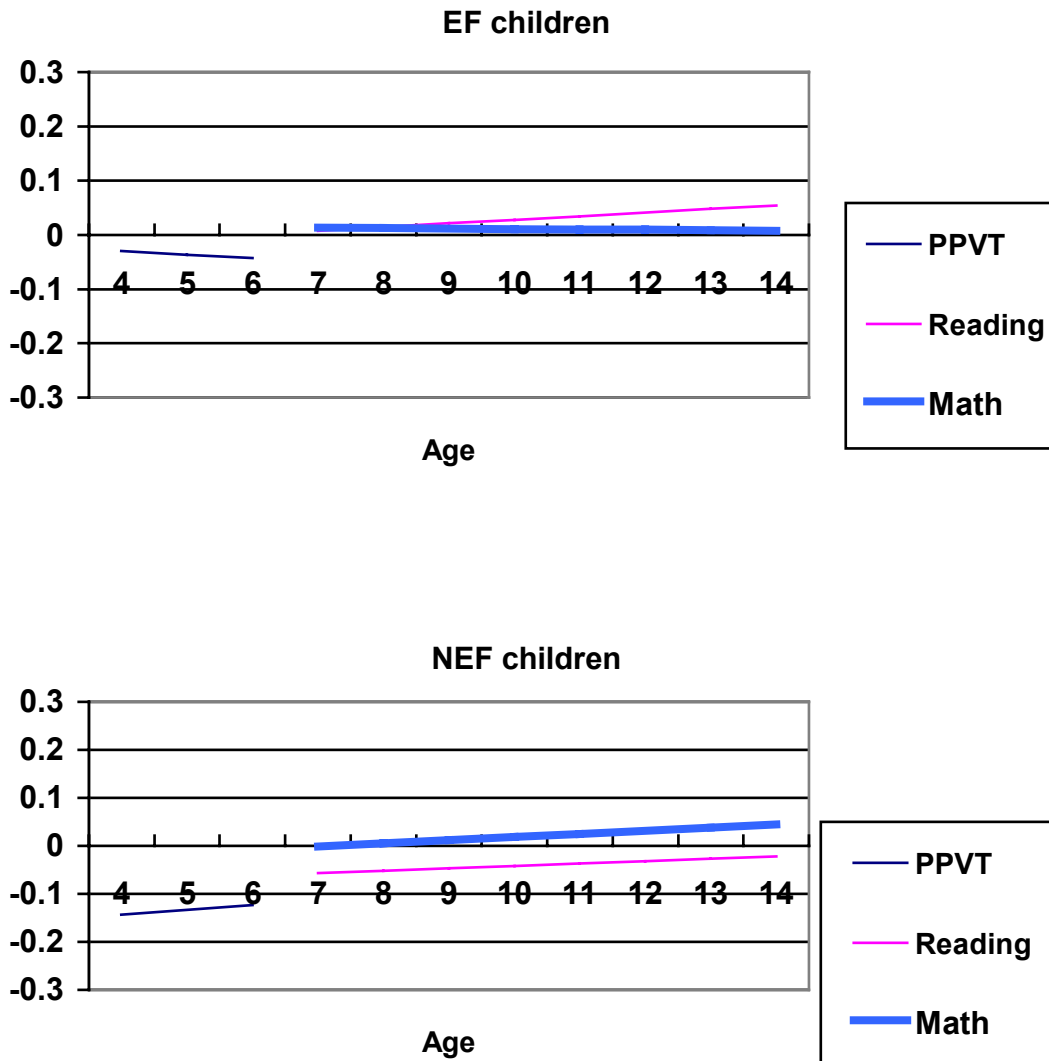 EF children
0.3
0.2
0.1
0
-0.1
-0.2
-0.3
4 5 6 7 8 9 10 11 12 13 14
Age
PPVT
Reading
Math
NEF children
0.3
0.2
0.1
0
-0.1
-0.2
-0.3
4 5 6 7 8 9 10 11 12 13 14
Age
PPVT
Reading
Math